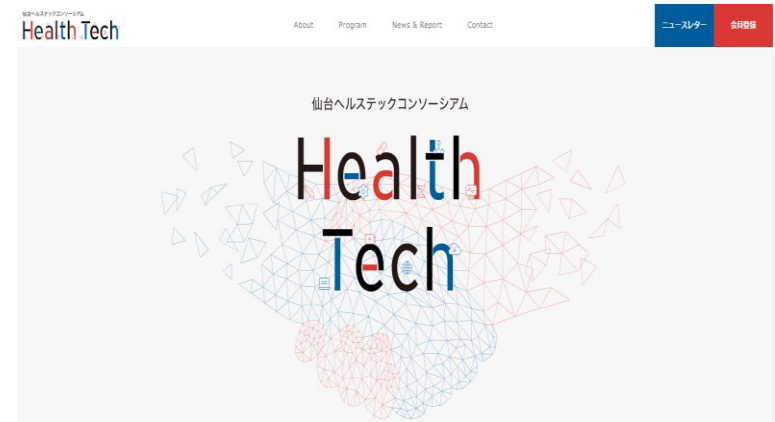 仙台ヘルステックコンソーシアム
Health Tech
About
Program
News & Report
Contact
ニュースレター
会員登録
仙台ヘルステックコンソーシアム
Health
Tech